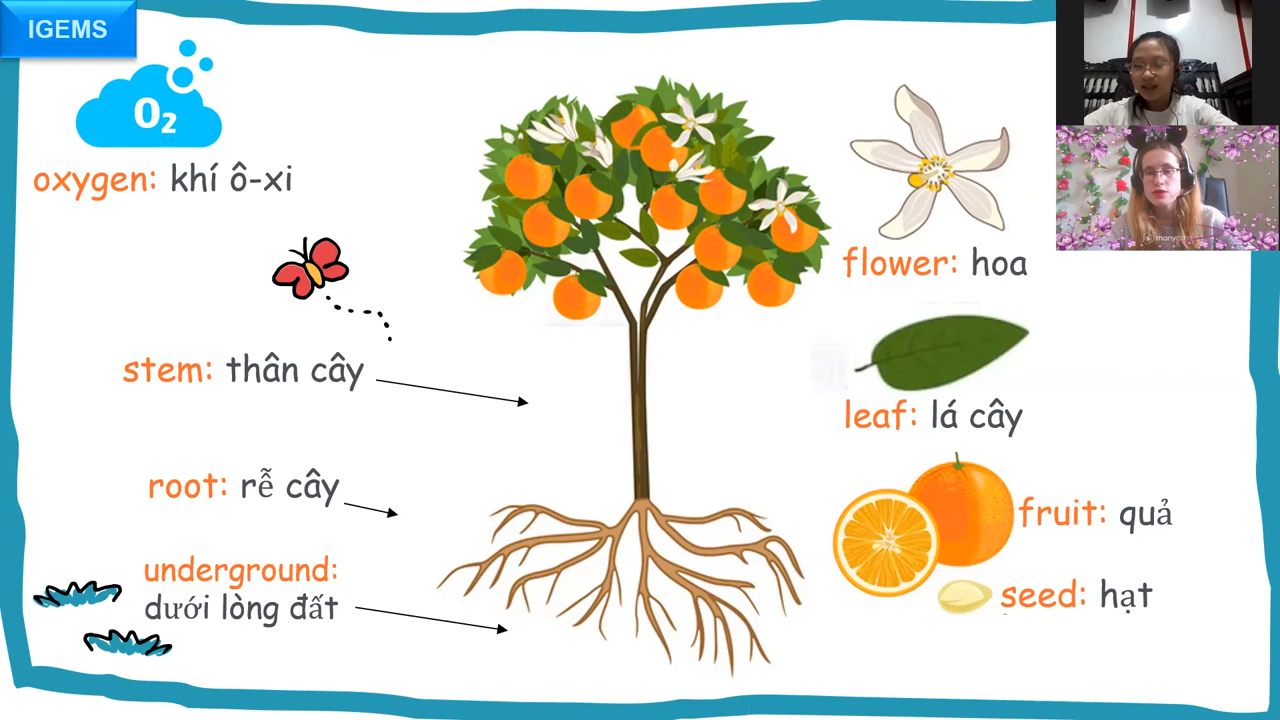 IGEMS
O₂
oxygen: khí ô-xi
flower: hoa
stem: thân cây
leaf: lá cây
root: rễ cây
fruit: quả
underground:
dưới lòng đất
seed: hạt